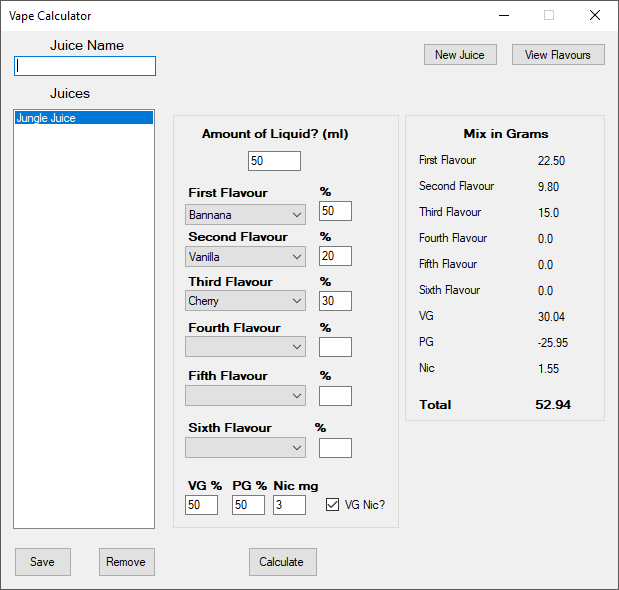 Vape Calculator
Juice Name
New Juice
View Flavours
Juices
Jungle Juice
Amount of Liquid? (ml)
50
First Flavour %
Bannana 50
Second Flavour %
Vanilla 20
Third Flavour %
Cherry 30
Fourth Flavour %
Fifth Flavour %
Sixth Flavour %
VG % PG % Nic mg
50 50 3 VG Nic?
Mix in Grams
First Flavour 22.50
Second Flavour 9.80
Third Flavour 15.0
Fourth Flavour 0.0
Fifth Flavour 0.0
Sixth Flavour 0.0
VG 30.04
PG -25.95
Nic 1.55
Total 52.94
Save
Remove
Calculate